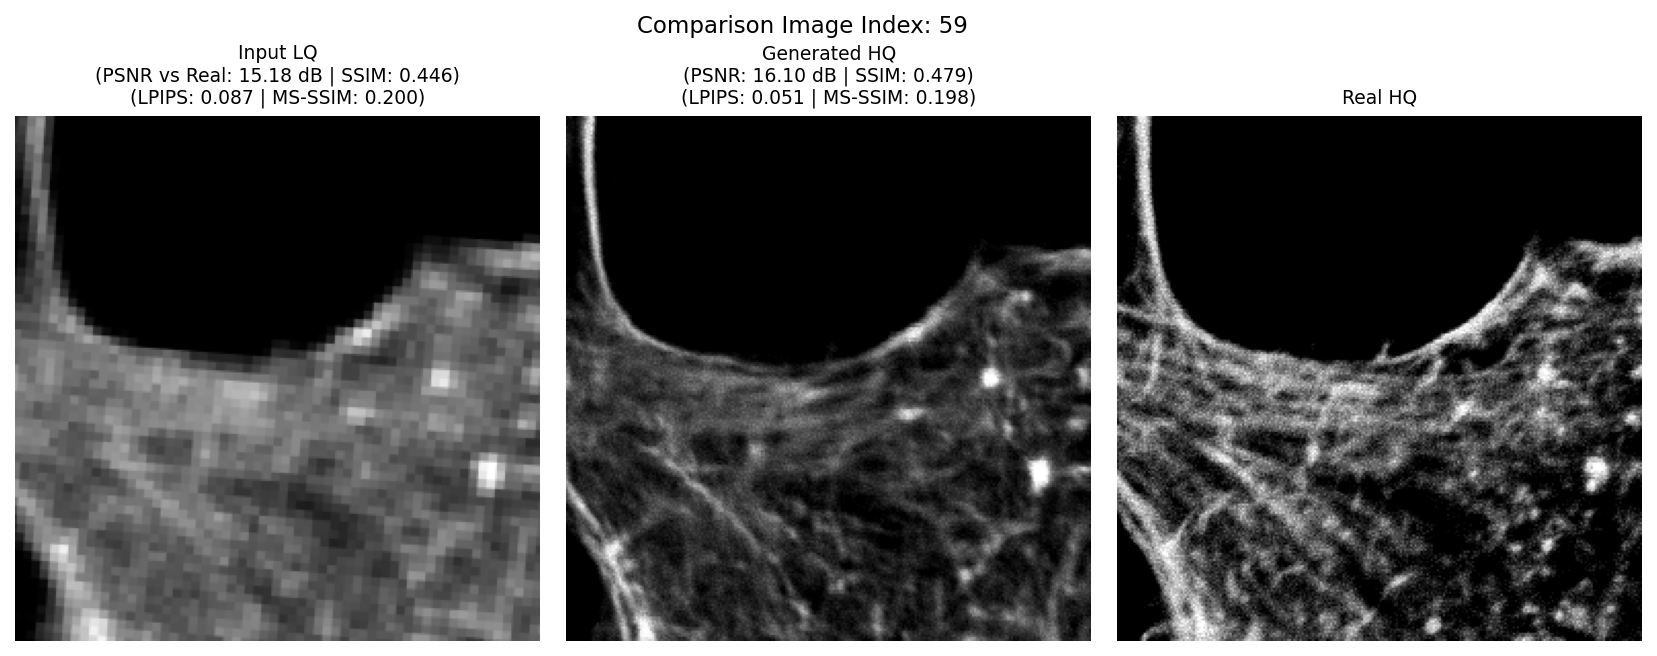 Comparison Image Index: 59
Input LQ
(PSNR vs Real: 15.18 dB | SSIM: 0.446)
(LPIPS: 0.087 | MS-SSIM: 0.200)
Generated HQ
(PSNR: 16.10 dB | SSIM: 0.479)
(LPIPS: 0.051 | MS-SSIM: 0.198)
Real HQ